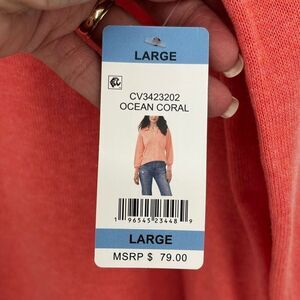 LARGE
CV3423202
OCEAN CORAL
1 96545 23448 9
LARGE
MSRP $ 79.00